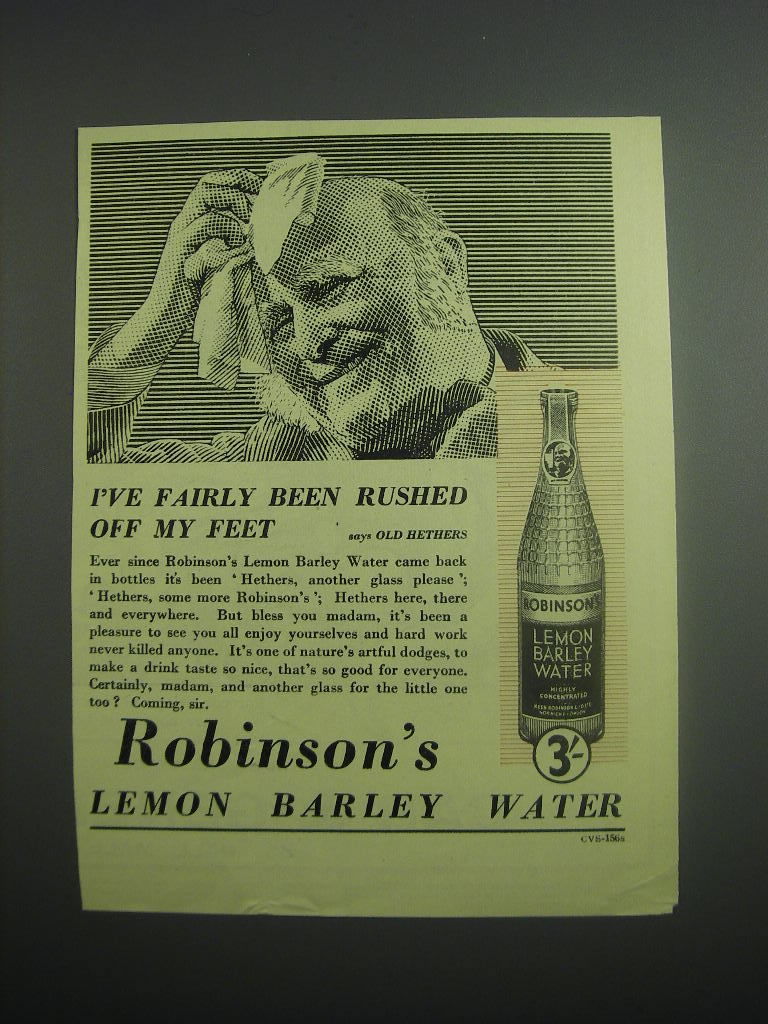 I'VE FAIRLY BEEN RUSHED
OFF MY FEET says OLD HETHERS
Ever since Robinson's Lemon Barley Water came back
in bottles it's been ‘ Hethers, another glass please ’;
‘ Hethers, some more Robinson's ’; Hethers here, there
and everywhere. But bless you madam, it's been a
pleasure to see you all enjoy yourselves and hard work
never killed anyone. It's one of nature's artful dodges, to
make a drink taste so nice, that's so good for everyone.
Certainly, madam, and another glass for the little one
too ? Coming, sir.
ROBINSON'S
LEMON
BARLEY
WATER
HIGHLY
CONCENTRATED
3/-
Robinson's
LEMON BARLEY WATER